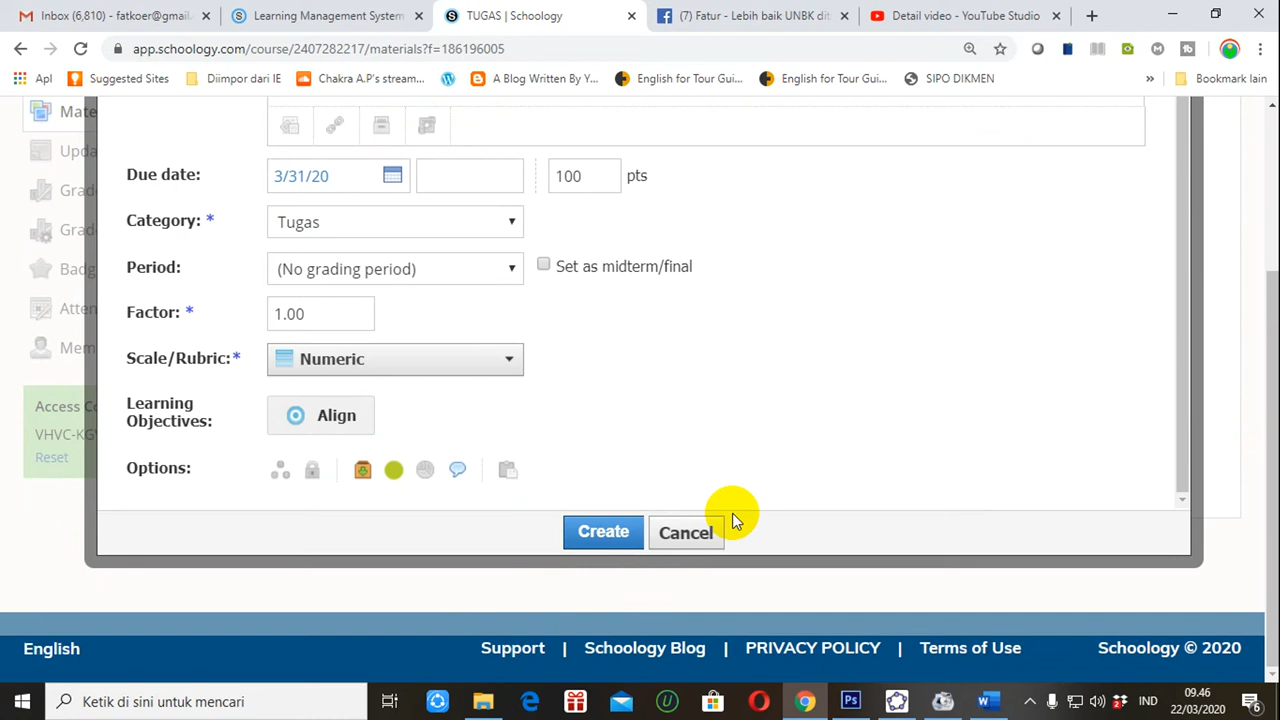 Inbox (6,810) - fatkoer@gmail. Learning Management System TUGAS | Schoology (7) Fatur - Lebih baik UNBK dit Detail video - YouTube Studio
app.schoology.com/course/2407282217/materials?f=186196005
Apl Suggested Sites Diimpor dari IE Chakra A.P's stream... A Blog Written By Y... English for Tour Gui... English for Tour Gui... SIPO DIKMEN » Bookmark lain
Mate
Upda
Grade
Grade
Badg
Atten
Mem
Access Co
VHVC-KG
Reset
Due date: 3/31/20 100 pts
Category: * Tugas
Period: (No grading period) Set as midterm/final
Factor: * 1.00
Scale/Rubric:* Numeric
Learning
Objectives: Align
Options:
Create Cancel
English Support | Schoology Blog | PRIVACY POLICY | Terms of Use Schoology © 2020
Ketik di sini untuk mencari IND 09.46
22/03/2020 6